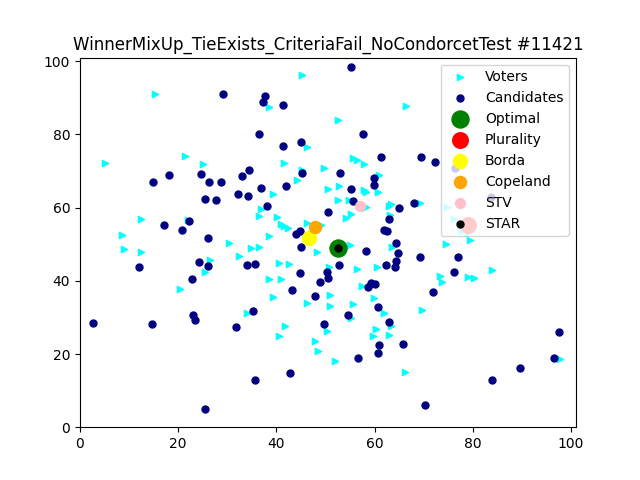 WinnerMixUp_TieExists_CriteriaFail_NoCondorcetTest #11421
100
80
60
40
20
0
0 20 40 60 80 100
Voters
Candidates
Optimal
Plurality
Borda
Copeland
STV
STAR